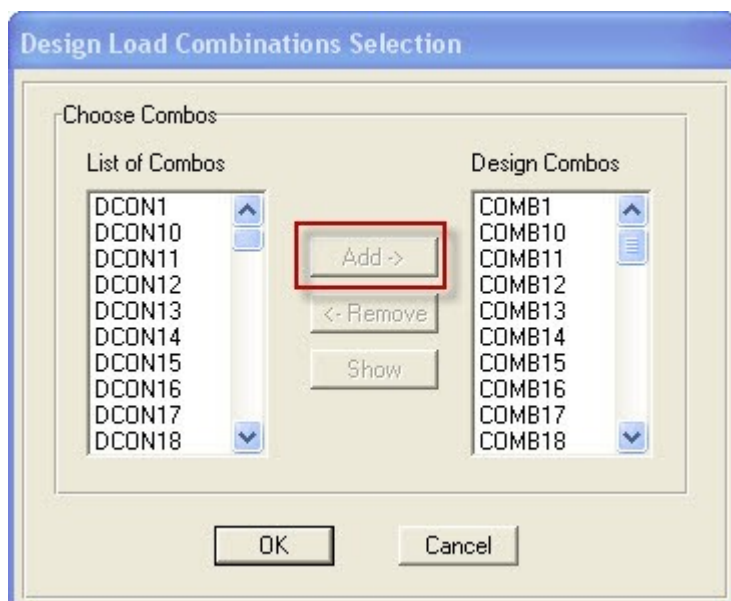 Design Load Combinations Selection
Choose Combos
List of Combos
DCON1
DCON10
DCON11
DCON12
DCON13
DCON14
DCON15
DCON16
DCON17
DCON18
Add ->
<- Remove
Show
Design Combos
COMB1
COMB10
COMB11
COMB12
COMB13
COMB14
COMB15
COMB16
COMB17
COMB18
OK
Cancel